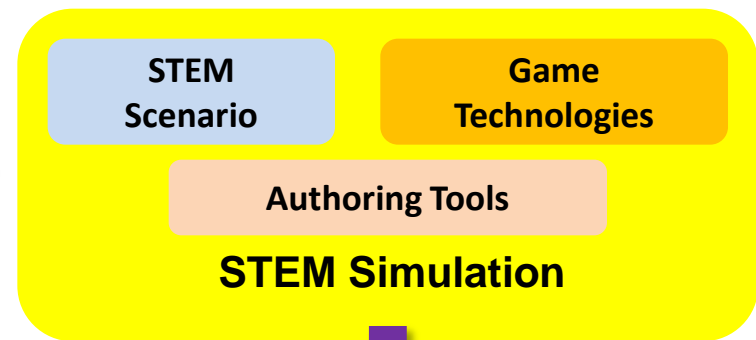 STEM
Scenario
Game
Technologies
Authoring Tools
STEM Simulation